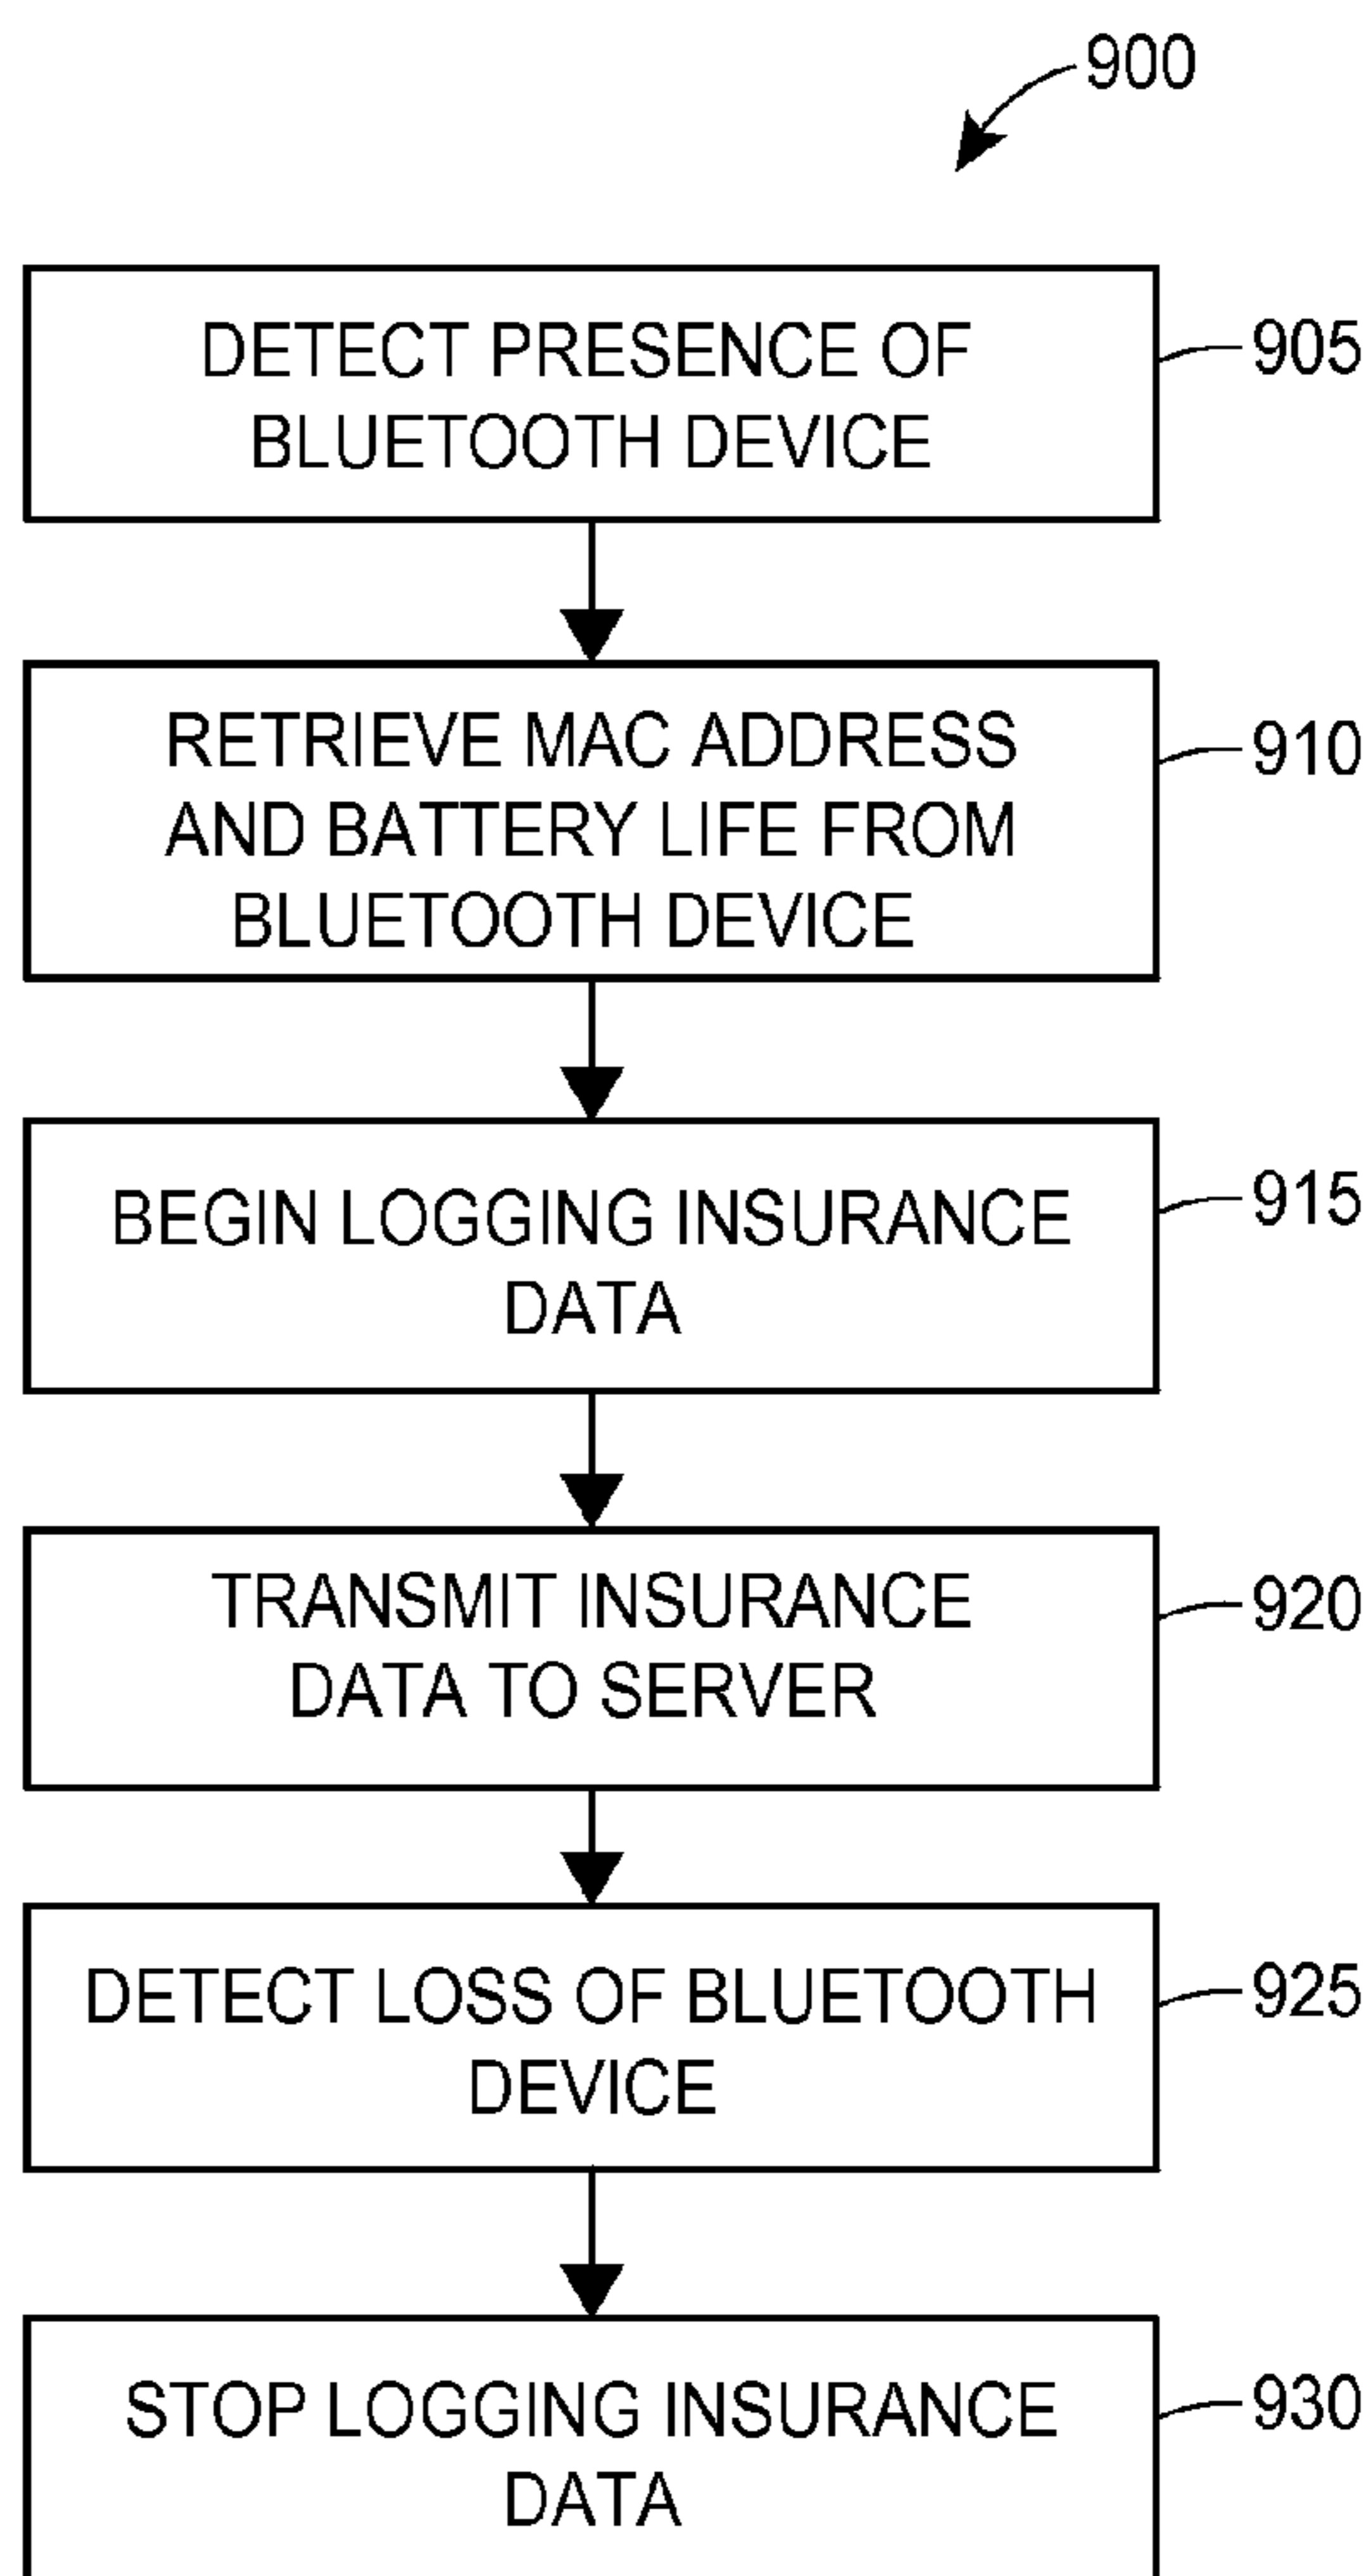 900
DETECT PRESENCE OF
BLUETOOTH DEVICE
905
RETRIEVE MAC ADDRESS
AND BATTERY LIFE FROM
BLUETOOTH DEVICE
910
BEGIN LOGGING INSURANCE
DATA
915
TRANSMIT INSURANCE
DATA TO SERVER
920
DETECT LOSS OF BLUETOOTH
DEVICE
925
STOP LOGGING INSURANCE
DATA
930